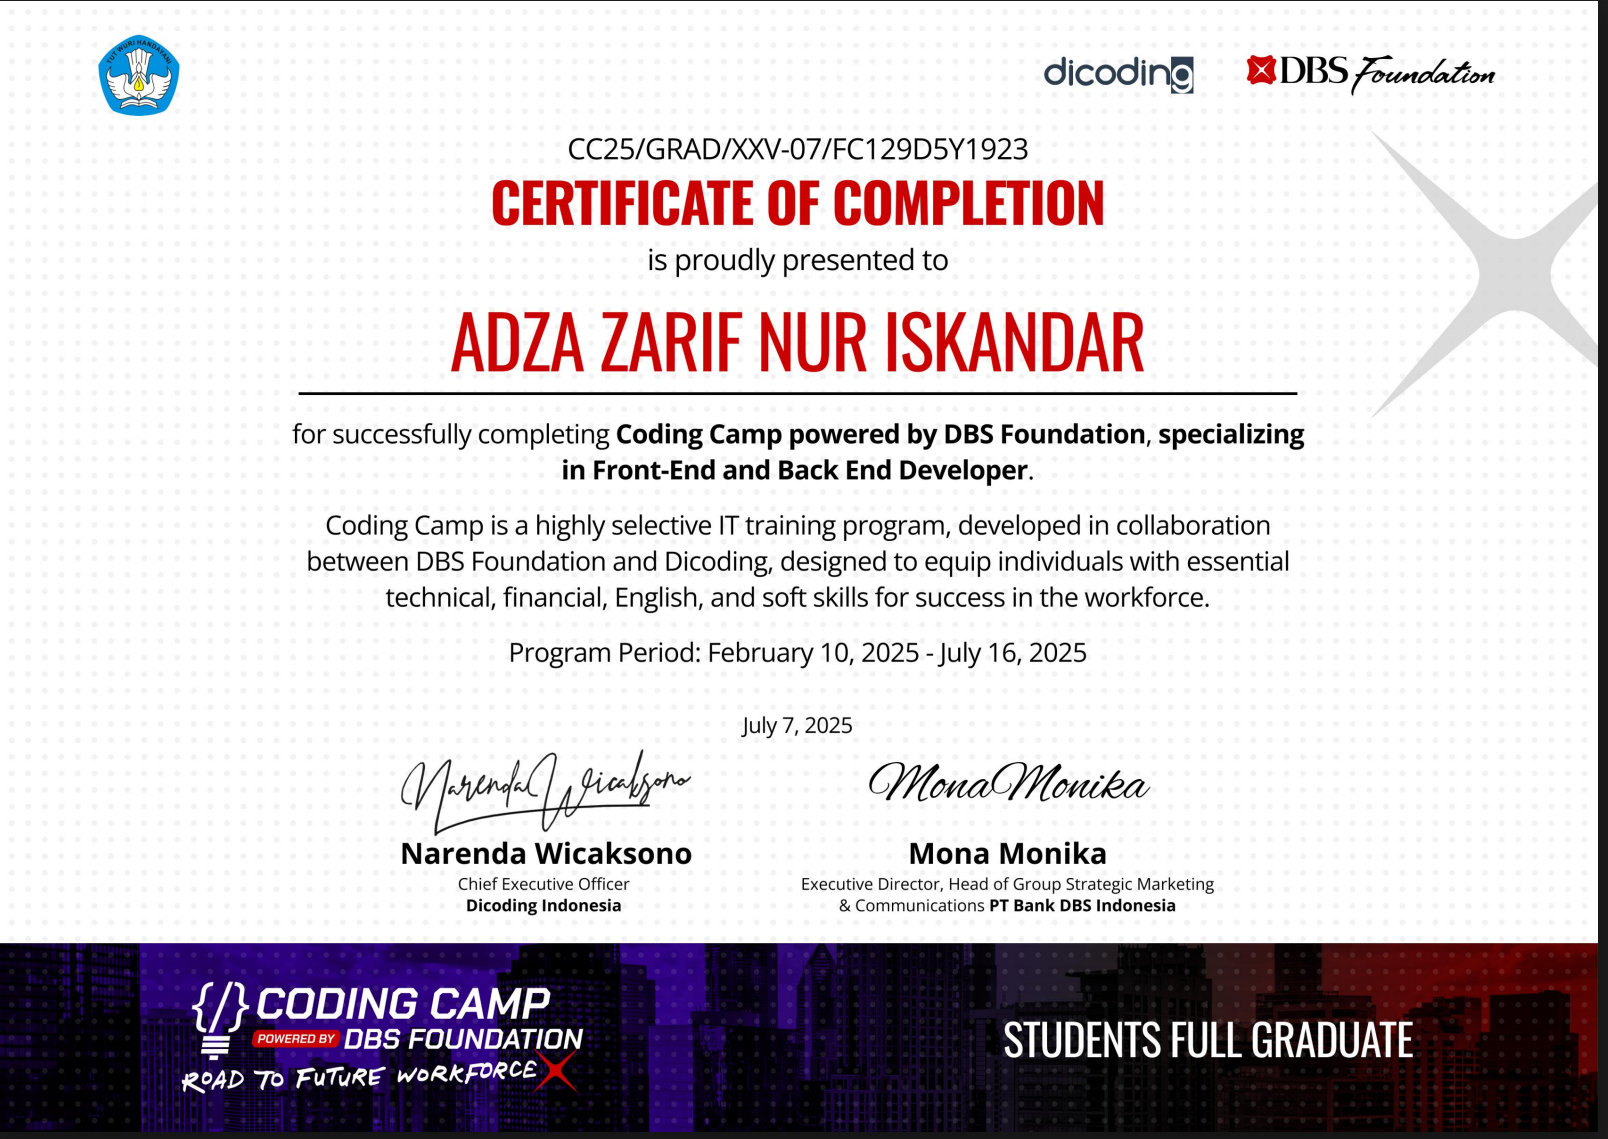 TUT WURI HANDAYANI
dicoding
DBS Foundation
CC25/GRAD/XXV-07/FC129D5Y1923
CERTIFICATE OF COMPLETION
is proudly presented to
ADZA ZARIF NUR ISKANDAR
for successfully completing Coding Camp powered by DBS Foundation, specializing
in Front-End and Back End Developer.
Coding Camp is a highly selective IT training program, developed in collaboration
between DBS Foundation and Dicoding, designed to equip individuals with essential
technical, financial, English, and soft skills for success in the workforce.
Program Period: February 10, 2025 - July 16, 2025
July 7, 2025
Narenda Wicaksono
Mona Monika
Narenda Wicaksono
Chief Executive Officer
Dicoding Indonesia
Mona Monika
Executive Director, Head of Group Strategic Marketing
& Communications PT Bank DBS Indonesia
{/} CODING CAMP
POWERED BY DBS FOUNDATION
ROAD TO FUTURE WORKFORCE
STUDENTS FULL GRADUATE